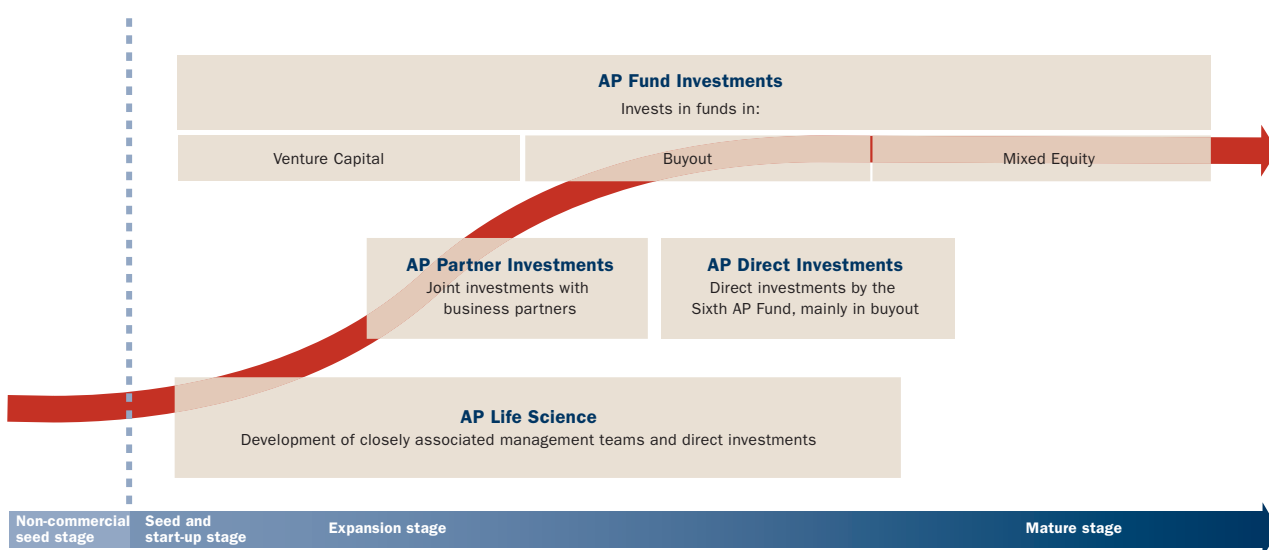 AP Fund Investments
Invests in funds in:
Venture Capital
Buyout
Mixed Equity
AP Partner Investments
Joint investments with
business partners
AP Direct Investments
Direct investments by the
Sixth AP Fund, mainly in buyout
AP Life Science
Development of closely associated management teams and direct investments
Non-commercial
seed stage
Seed and
start-up stage
Expansion stage
Mature stage